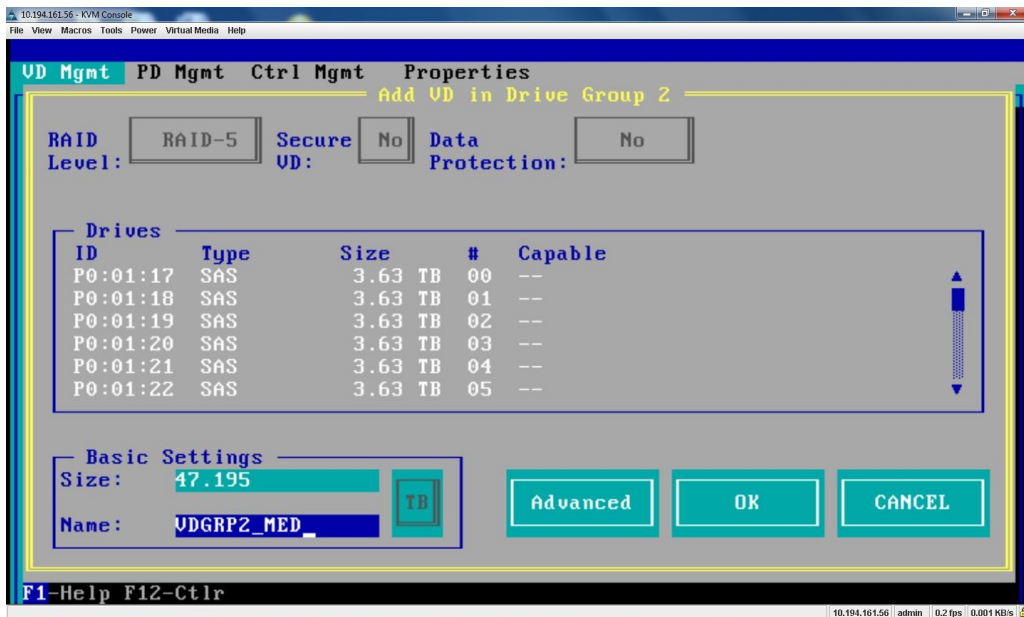 10.194.161.56 - KVM Console
File View Macros Tools Power Virtual Media Help
VD Mgmt PD Mgmt Ctrl Mgmt Properties
Add VD in Drive Group 2
RAID Level: RAID-5 Secure VD: No Data Protection: No
Drives
ID Type Size # Capable
P0:01:17 SAS 3.63 TB 00 --
P0:01:18 SAS 3.63 TB 01 --
P0:01:19 SAS 3.63 TB 02 --
P0:01:20 SAS 3.63 TB 03 --
P0:01:21 SAS 3.63 TB 04 --
P0:01:22 SAS 3.63 TB 05 --
Basic Settings
Size: 47.195 TB
Name: VDGRP2_MED_
Advanced OK CANCEL
F1-Help F12-Ctlr
10.194.161.56 admin 0.2 fps 0.001 KB/s